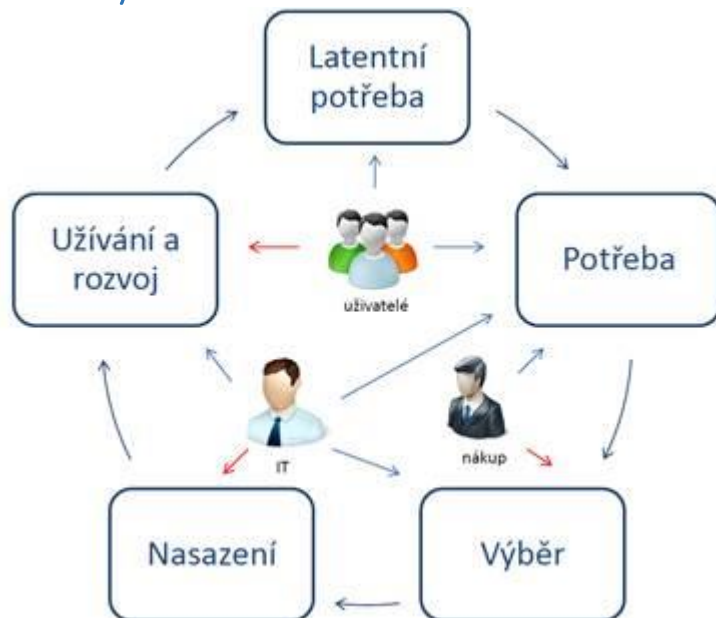 Latentní
potřeba
Užívání a
rozvoj
Potřeba
uživatelé
IT
nákup
Nasazení
Výběr